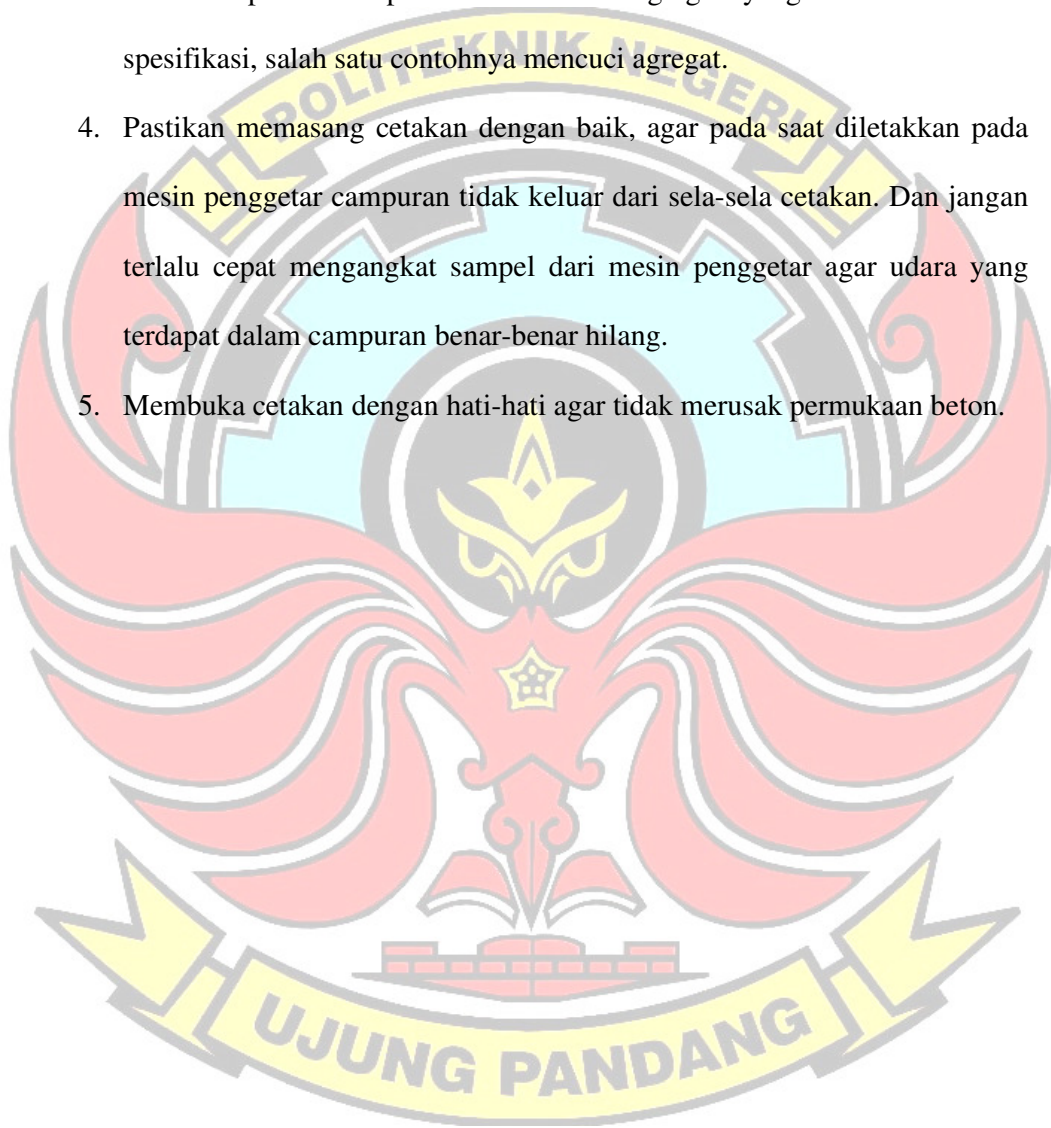 spesifikasi, salah satu contohnya mencuci agregat.
4. Pastikan memasang cetakan dengan baik, agar pada saat diletakkan pada
mesin penggetar campuran tidak keluar dari sela-sela cetakan. Dan jangan
terlalu cepat mengangkat sampel dari mesin penggetar agar udara yang
terdapat dalam campuran benar-benar hilang.
5. Membuka cetakan dengan hati-hati agar tidak merusak permukaan beton.
POLITEKNIK NEGERI
UJUNG PANDANG